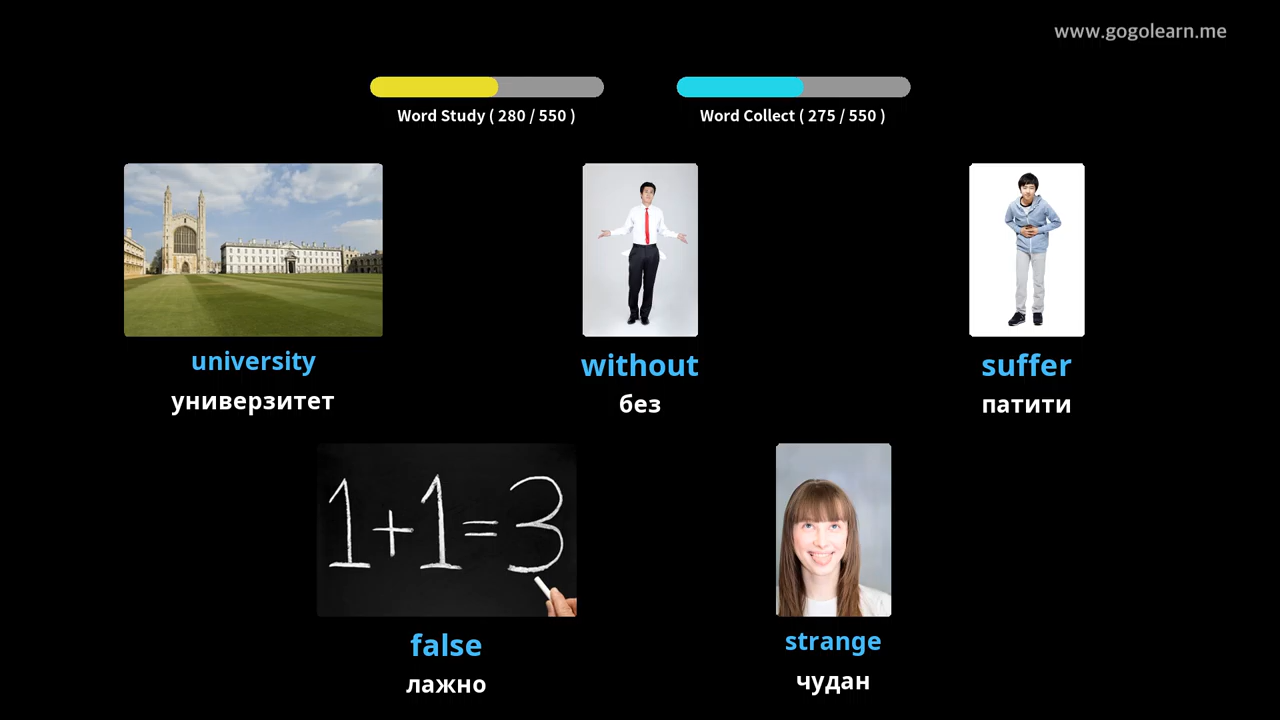 www.gogolearn.me
Word Study ( 280 / 550 )
Word Collect ( 275 / 550 )
university
универзитет
without
без
suffer
патити
1+1=3
false
лажно
strange
чудан